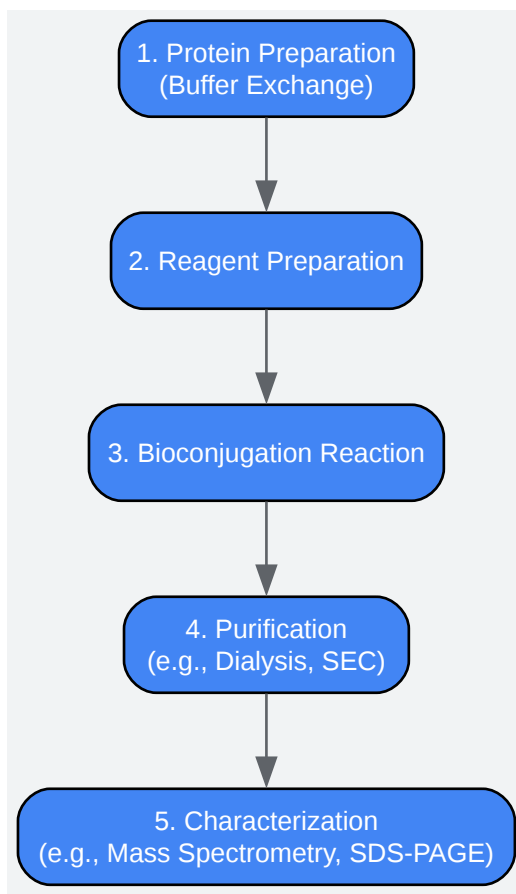 1. Protein Preparation
(Buffer Exchange)
2. Reagent Preparation
3. Bioconjugation Reaction
4. Purification
(e.g., Dialysis, SEC)
5. Characterization
(e.g., Mass Spectrometry, SDS-PAGE)